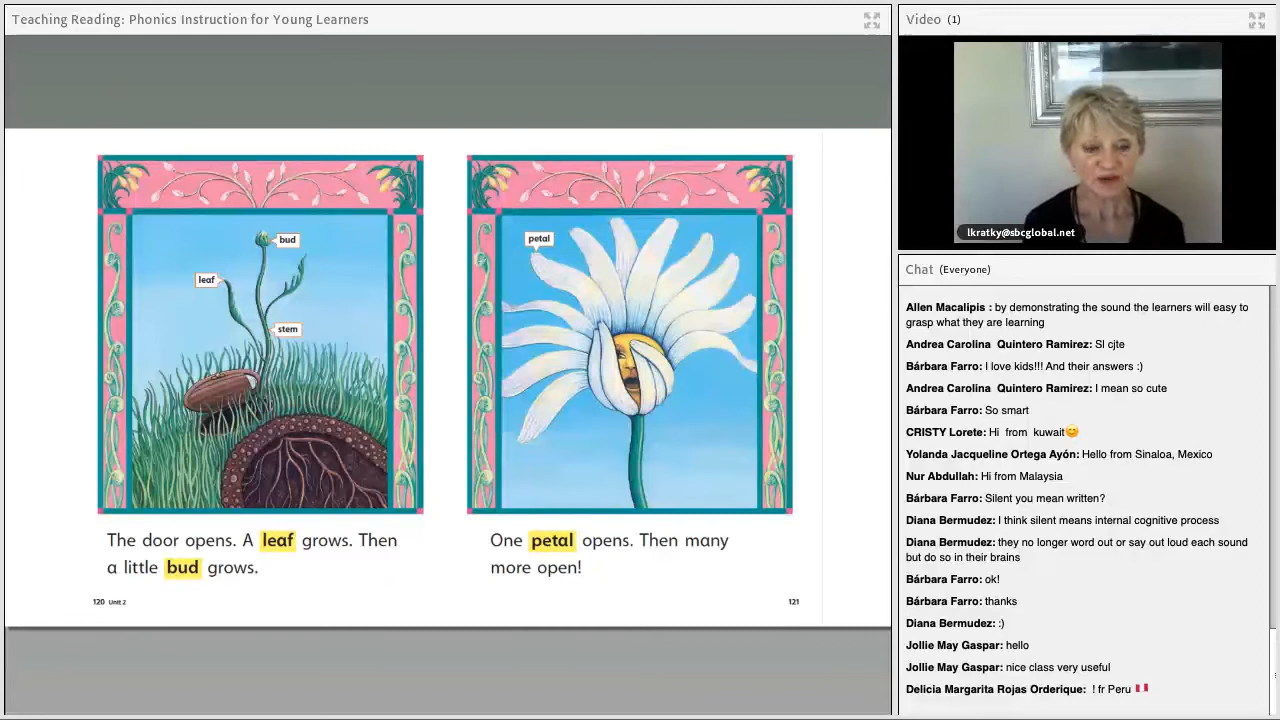 Teaching Reading: Phonics Instruction for Young Learners
bud
leaf
stem
The door opens. A leaf grows. Then
a little bud grows.
120 Unit 2
petal
One petal opens. Then many
more open!
121
Video (1)
lkratky@sbcglobal.net
Chat (Everyone)
Allen Macalipis : by demonstrating the sound the learners will easy to
grasp what they are learning
Andrea Carolina Quintero Ramirez: Sl cjte
Bárbara Farro: I love kids!!! And their answers :)
Andrea Carolina Quintero Ramirez: I mean so cute
Bárbara Farro: So smart
CRISTY Lorete: Hi from kuwait😊
Yolanda Jacqueline Ortega Ayón: Hello from Sinaloa, Mexico
Nur Abdullah: Hi from Malaysia
Bárbara Farro: Silent you mean written?
Diana Bermudez: I think silent means internal cognitive process
Diana Bermudez: they no longer word out or say out loud each sound
but do so in their brains
Bárbara Farro: ok!
Bárbara Farro: thanks
Diana Bermudez: :)
Jollie May Gaspar: hello
Jollie May Gaspar: nice class very useful
Delicia Margarita Rojas Orderique: ! fr Peru 🇵🇪